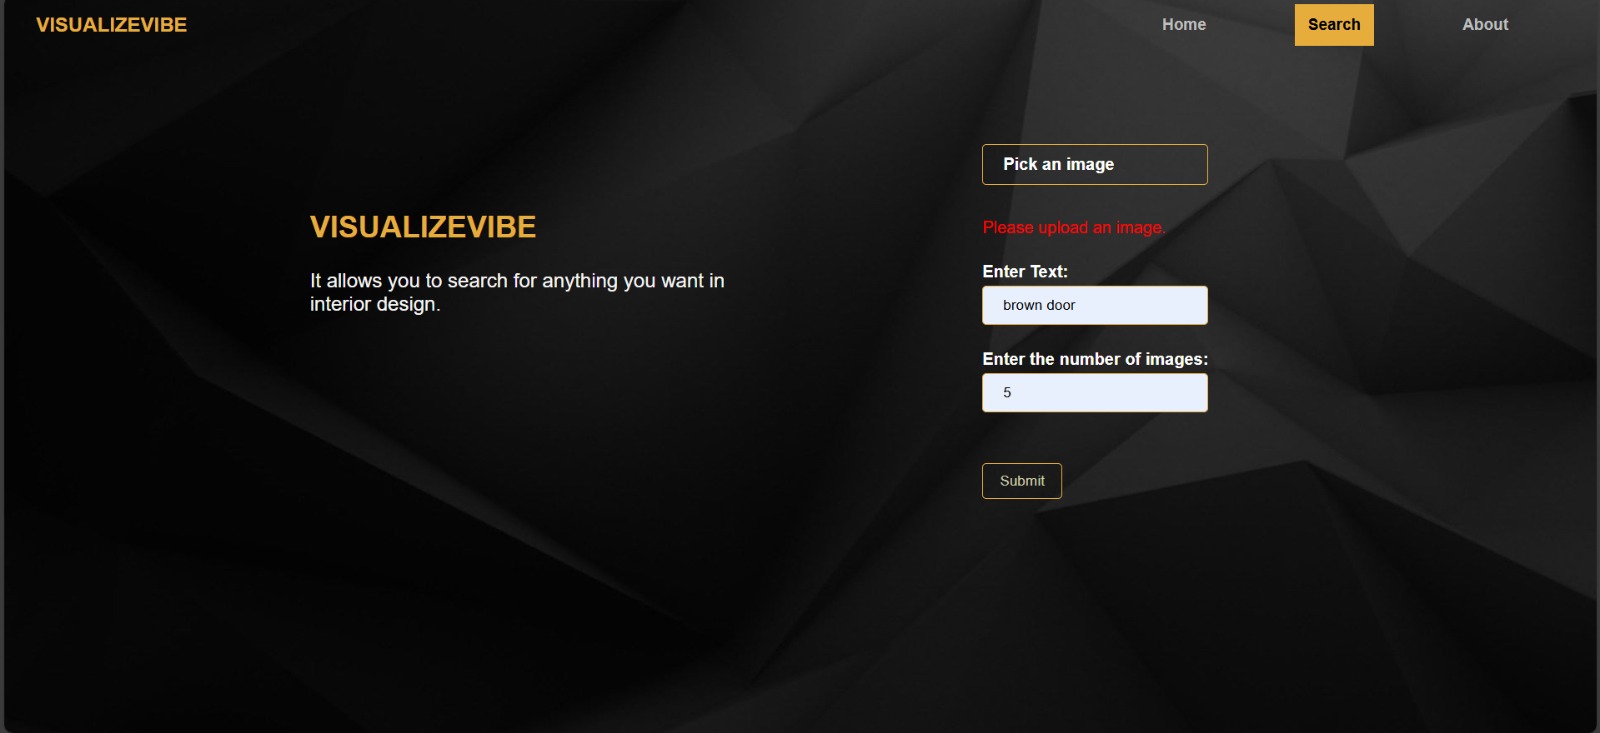 VISUALIZEVIBE
Home
Search
About
VISUALIZEVIBE
It allows you to search for anything you want in
interior design.
Pick an image
Please upload an image.
Enter Text:
brown door
Enter the number of images:
5
Submit